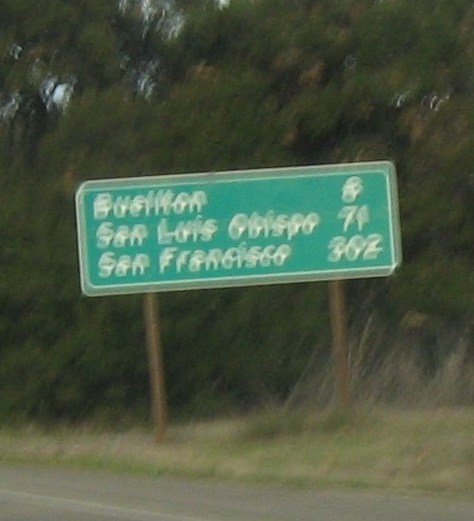 Buellton 8
San Luis Obispo 71
San Francisco 302